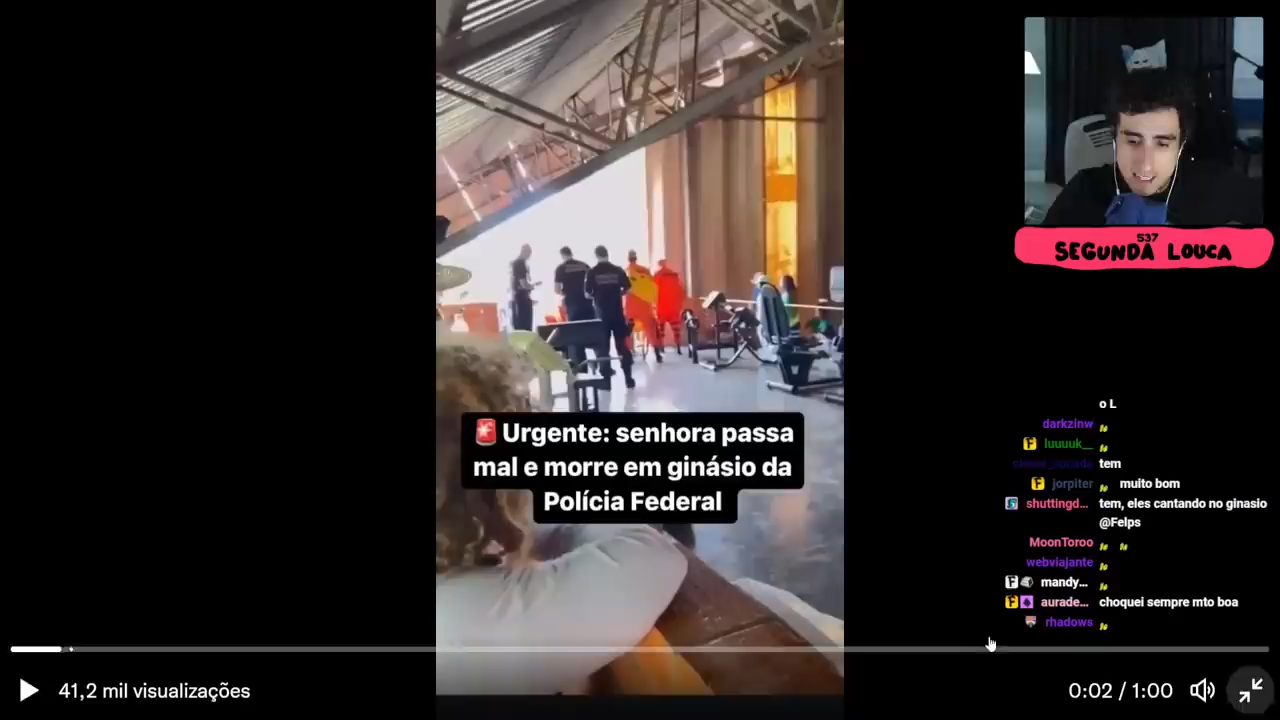 🚨Urgente: senhora passa
mal e morre em ginásio da
Polícia Federal
537
SEGUNDA LOUCA
o L
darkzinw
luuuuk__
tem
jorpiter muito bom
shuttingd... tem, eles cantando no ginasio
@Felps
MoonToroo
webviajante
mandy...
aurade... choquei sempre mto boa
rhadows
41,2 mil visualizações
0:02 / 1:00